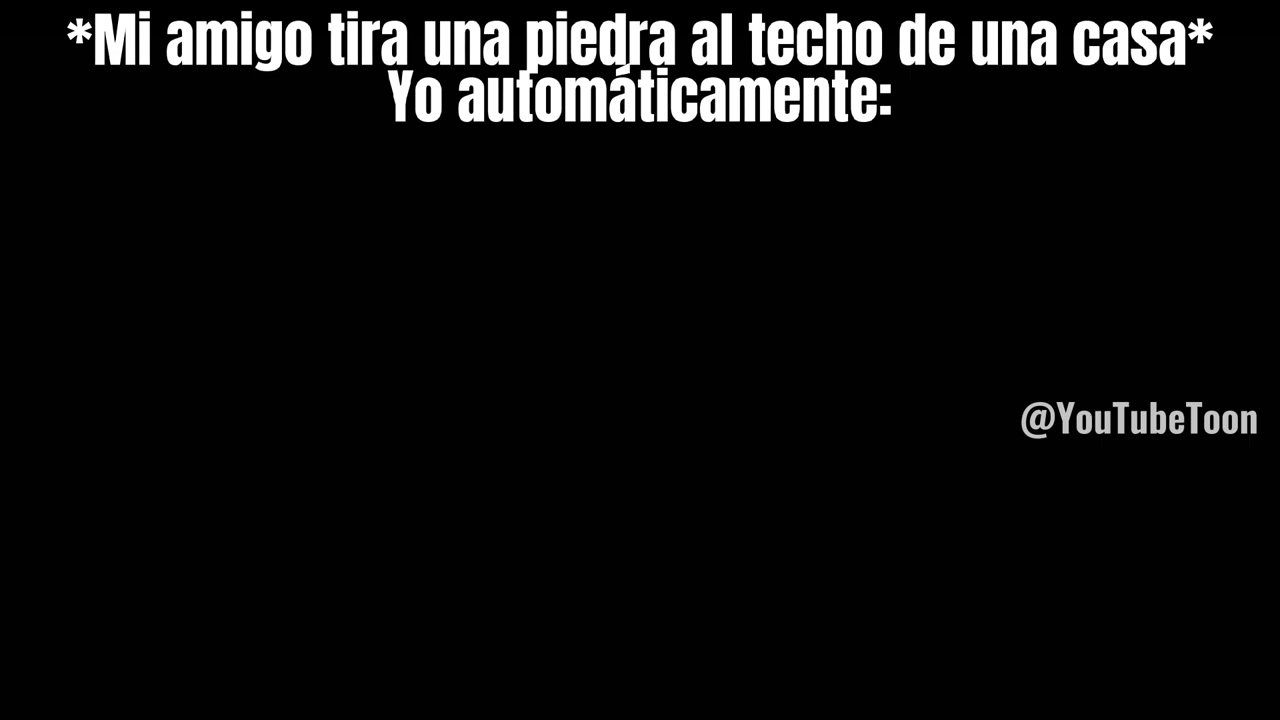 *Mi amigo tira una piedra al techo de una casa*
Yo automáticamente:
@YouTubeToon